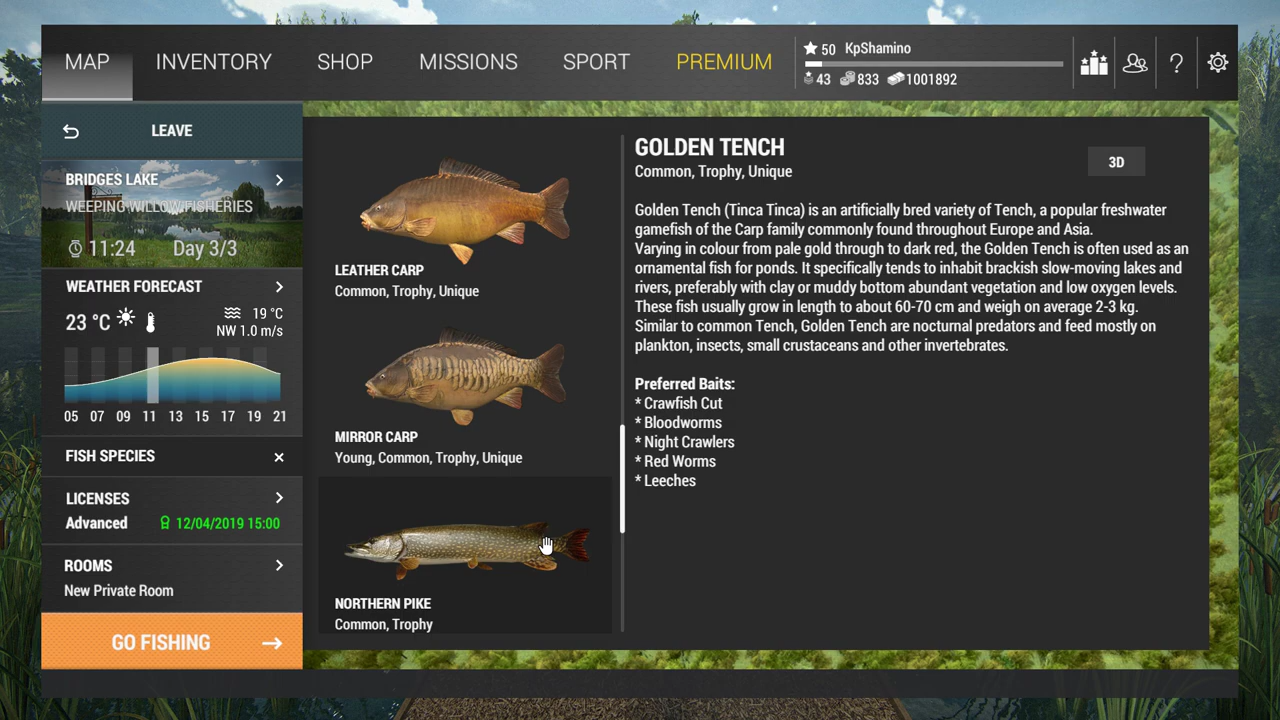 MAP
INVENTORY
SHOP
MISSIONS
SPORT
PREMIUM
50 KpShamino
43 833 1001892
LEAVE
BRIDGES LAKE
WEEPING WILLOW FISHERIES
11:24 Day 3/3
WEATHER FORECAST
23 °C
19 °C
NW 1.0 m/s
05 07 09 11 13 15 17 19 21
FISH SPECIES
LICENSES
Advanced 12/04/2019 15:00
ROOMS
New Private Room
GO FISHING
LEATHER CARP
Common, Trophy, Unique
MIRROR CARP
Young, Common, Trophy, Unique
NORTHERN PIKE
Common, Trophy
GOLDEN TENCH
Common, Trophy, Unique
3D
Golden Tench (Tinca Tinca) is an artificially bred variety of Tench, a popular freshwater
gamefish of the Carp family commonly found throughout Europe and Asia.
Varying in colour from pale gold through to dark red, the Golden Tench is often used as an
ornamental fish for ponds. It specifically tends to inhabit brackish slow-moving lakes and
rivers, preferably with clay or muddy bottom abundant vegetation and low oxygen levels.
These fish usually grow in length to about 60-70 cm and weigh on average 2-3 kg.
Similar to common Tench, Golden Tench are nocturnal predators and feed mostly on
plankton, insects, small crustaceans and other invertebrates.
Preferred Baits:
* Crawfish Cut
* Bloodworms
* Night Crawlers
* Red Worms
* Leeches